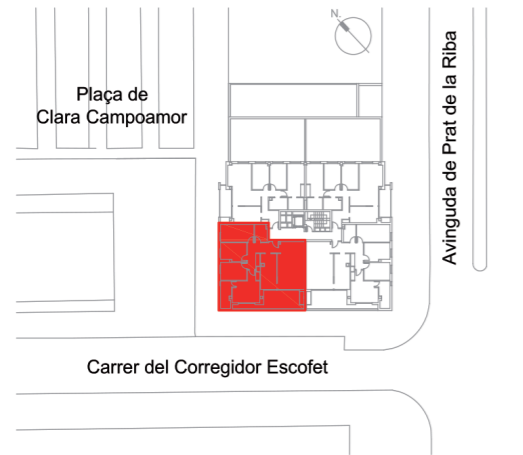 N.
Plaça de
Clara Campoamor
Avinguda de Prat de la Riba
Carrer del Corregidor Escofet